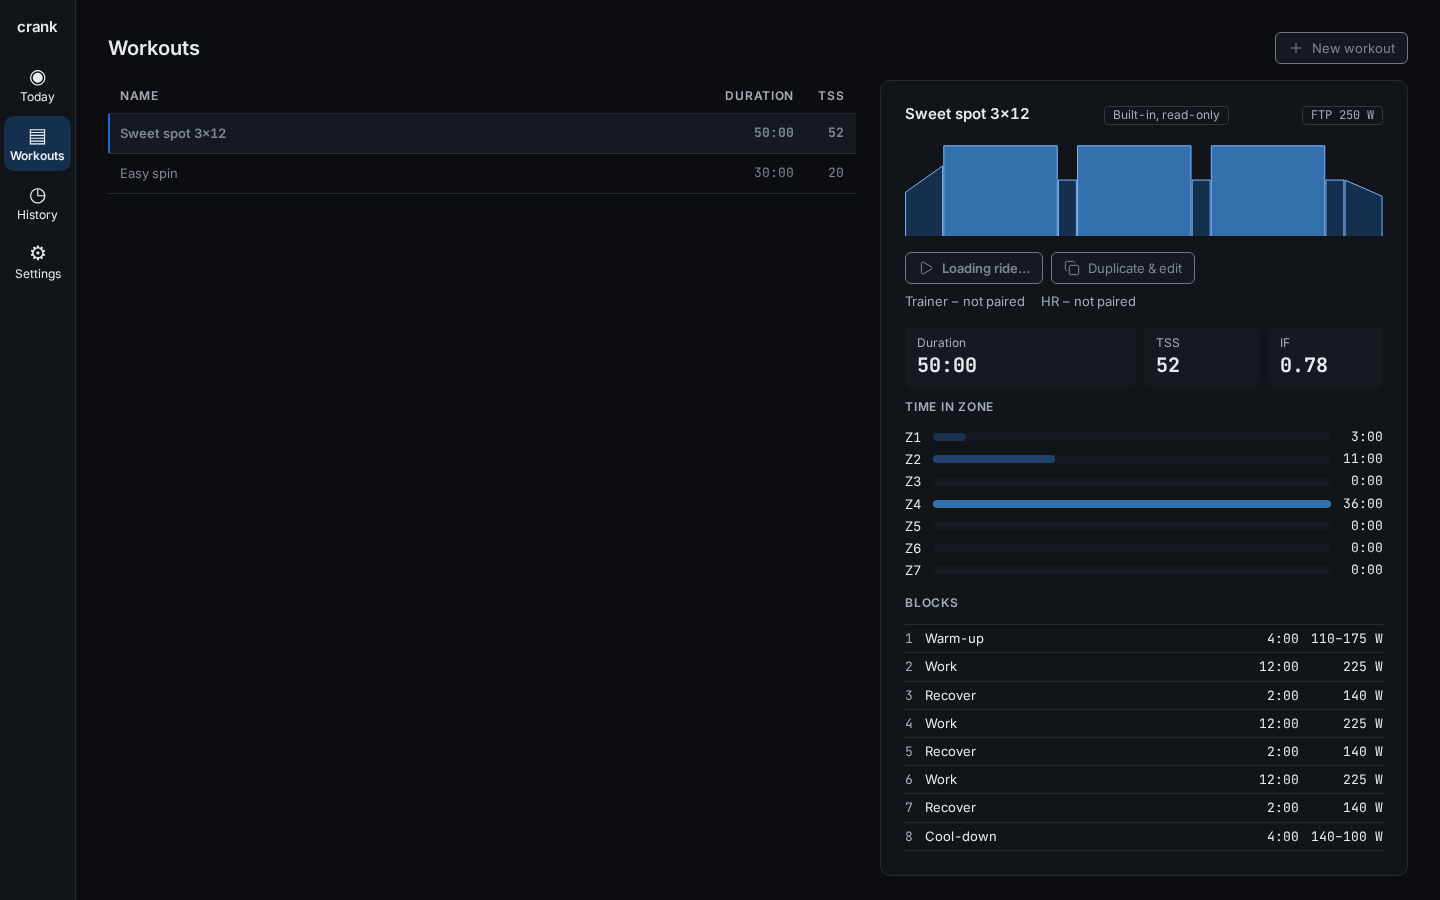 crank
Today
Workouts
History
Settings
Workouts
New workout
NAME DURATION TSS
Sweet spot 3×12 50:00 52
Easy spin 30:00 20
Sweet spot 3×12 Built-in, read-only FTP 250 W
Loading ride… Duplicate & edit
Trainer – not paired HR – not paired
Duration TSS IF
50:00 52 0.78
TIME IN ZONE
Z1 3:00
Z2 11:00
Z3 0:00
Z4 36:00
Z5 0:00
Z6 0:00
Z7 0:00
BLOCKS
1 Warm-up 4:00 110–175 W
2 Work 12:00 225 W
3 Recover 2:00 140 W
4 Work 12:00 225 W
5 Recover 2:00 140 W
6 Work 12:00 225 W
7 Recover 2:00 140 W
8 Cool-down 4:00 140–100 W